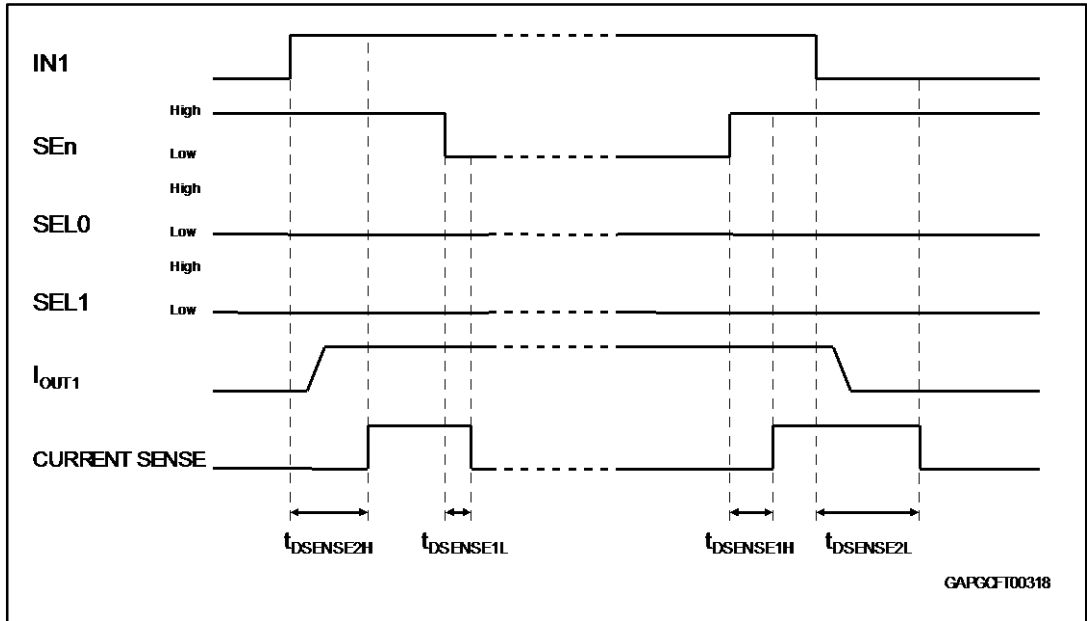 IN1
High
SEn
Low
High
SEL0
Low
High
SEL1
Low
IOUT1
CURRENT SENSE
tDSENSE2H
tDSENSE1L
tDSENSE1H
tDSENSE2L
GAPGCFT00318